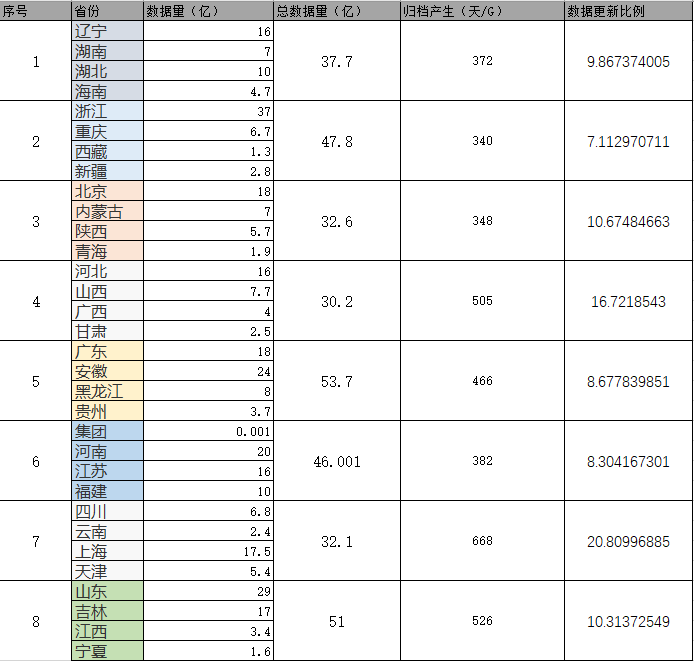 序号 省份 数据量（亿） 总数据量（亿） 归档产生（天/G） 数据更新比例
1 辽宁 16 37.7 372 9.867374005
湖南 7
湖北 10
海南 4.7
2 浙江 37 47.8 340 7.112970711
重庆 6.7
西藏 1.3
新疆 2.8
3 北京 18 32.6 348 10.67484663
内蒙古 7
陕西 5.7
青海 1.9
4 河北 16 30.2 505 16.7218543
山西 7.7
广西 4
甘肃 2.5
5 广东 18 53.7 466 8.677839851
安徽 24
黑龙江 8
贵州 3.7
6 集团 0.001 46.001 382 8.304167301
河南 20
江苏 16
福建 10
7 四川 6.8 32.1 668 20.80996885
云南 2.4
上海 17.5
天津 5.4
8 山东 29 51 526 10.31372549
吉林 17
江西 3.4
宁夏 1.6